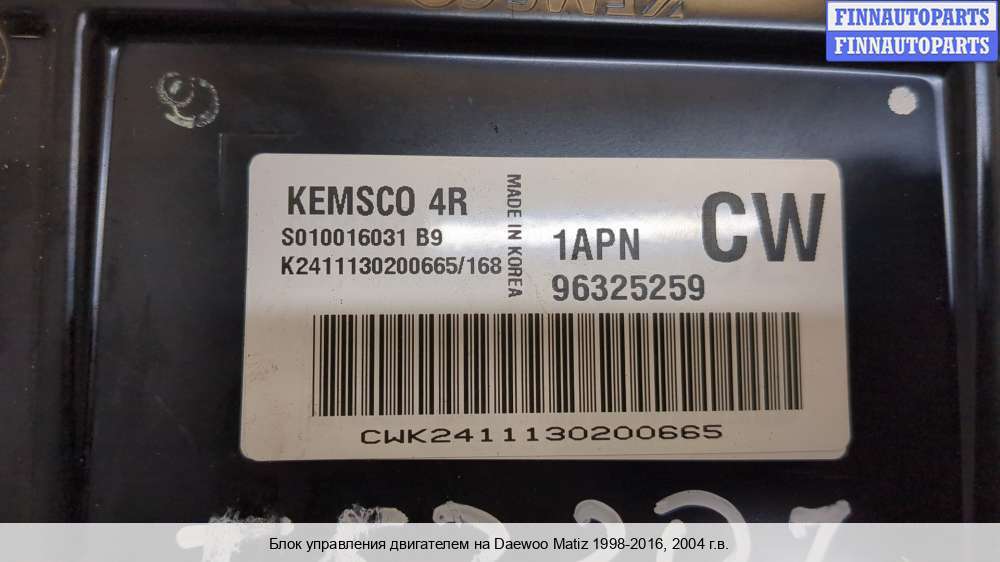 KEMSCO
FINNAUTOPARTS
FINNAUTOPARTS
KEMSCO 4R
S010016031 B9
K2411130200665/168
MADE IN KOREA
1APN
96325259
CW
CWK2411130200665
Блок управления двигателем на Daewoo Matiz 1998-2016, 2004 г.в.